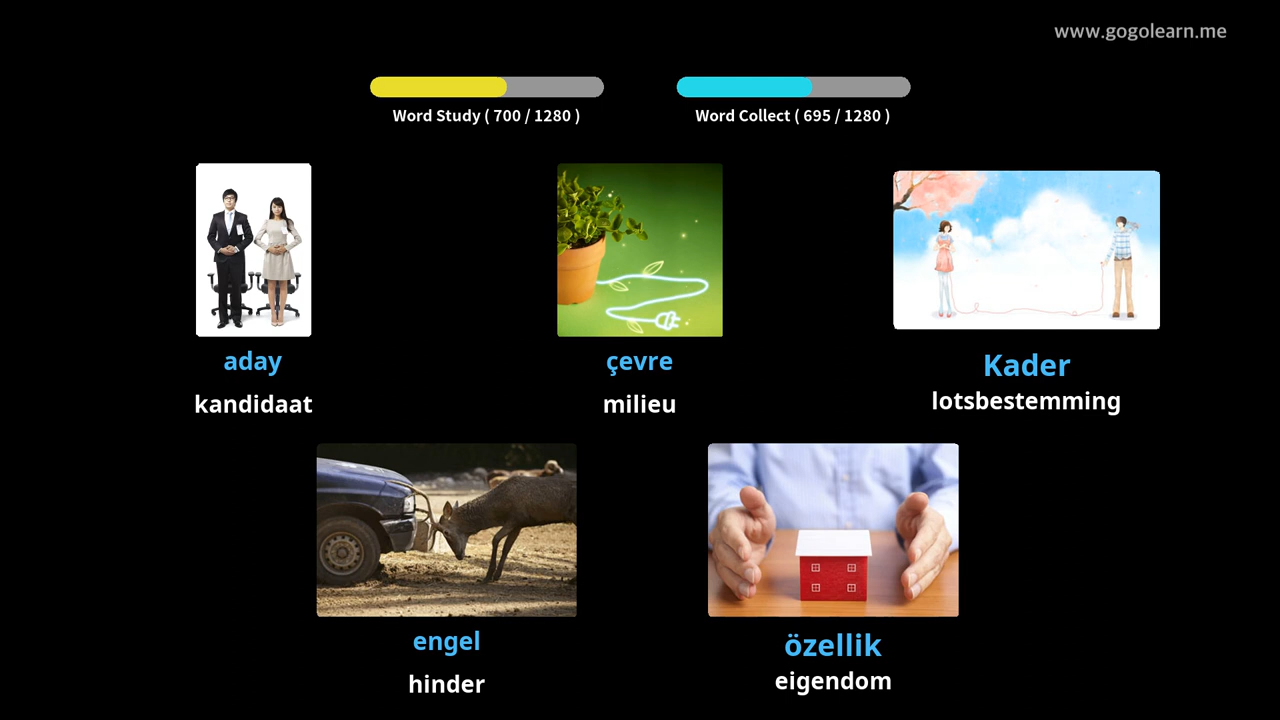 www.gogolearn.me
Word Study ( 700 / 1280 )
Word Collect ( 695 / 1280 )
aday
kandidaat
çevre
milieu
Kader
lotsbestemming
engel
hinder
özellik
eigendom